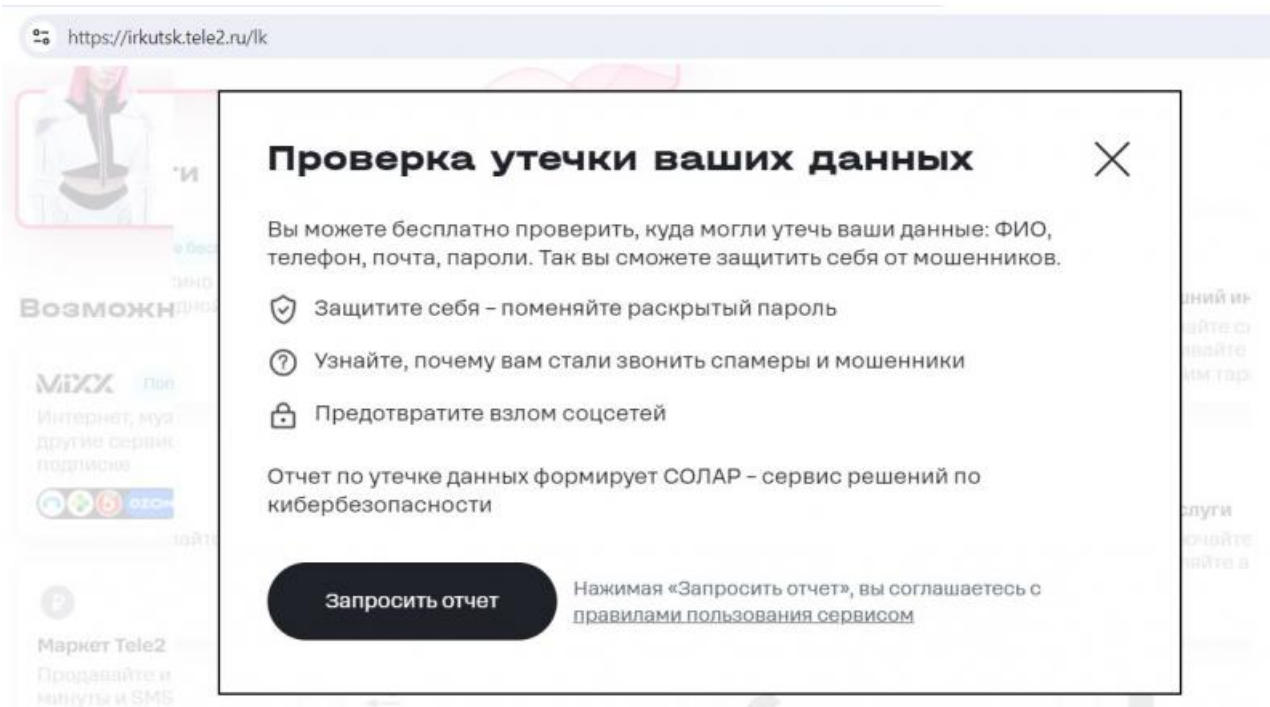 https://irkutsk.tele2.ru/lk
Проверка утечки ваших данных
Вы можете бесплатно проверить, куда могли утечь ваши данные: ФИО,
телефон, почта, пароли. Так вы сможете защитить себя от мошенников.
Защитите себя – поменяйте раскрытый пароль
Узнайте, почему вам стали звонить спамеры и мошенники
Предотвратите взлом соцсетей
Отчет по утечке данных формирует СОЛАР – сервис решений по
кибербезопасности
Запросить отчет
Нажимая «Запросить отчет», вы соглашаетесь с
правилами пользования сервисом
Возможн
MiXX
Интернет, муз
другие сервис
подписке
Маркет Tele2
Продавайте и
минуты и SMS